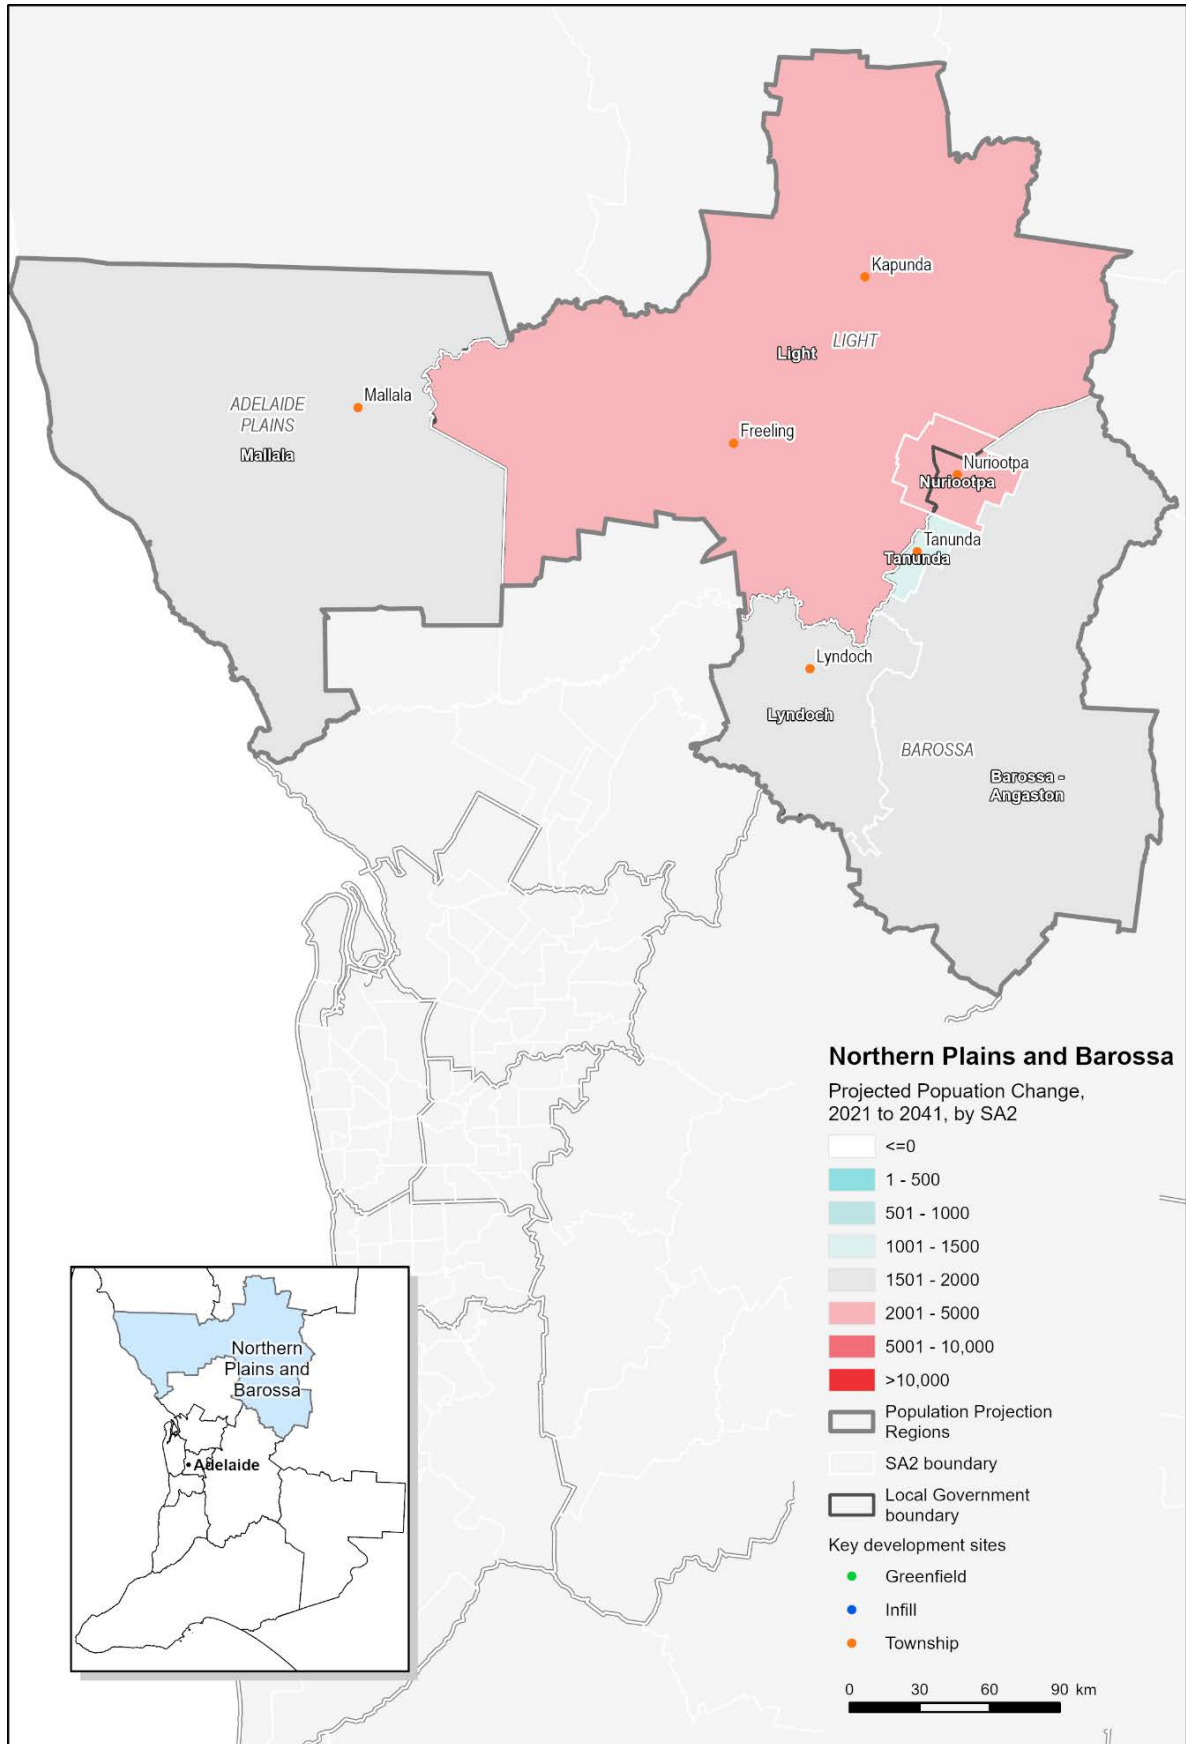 Kapunda
LIGHT
Light
Mallala
ADELAIDE
PLAINS
Mallala
Freeling
Nuriootpa
Nuriootpa
Tanunda
Tanunda
Lyndoch
Lyndoch
BAROSSA
Barossa -
Angaston
Northern Plains and Barossa
Projected Popuation Change,
2021 to 2041, by SA2
<=0
1 - 500
501 - 1000
1001 - 1500
1501 - 2000
2001 - 5000
5001 - 10,000
>10,000
Population Projection
Regions
SA2 boundary
Local Government
boundary
Key development sites
Greenfield
Infill
Township
0 30 60 90 km
Northern
Plains and
Barossa
Adelaide